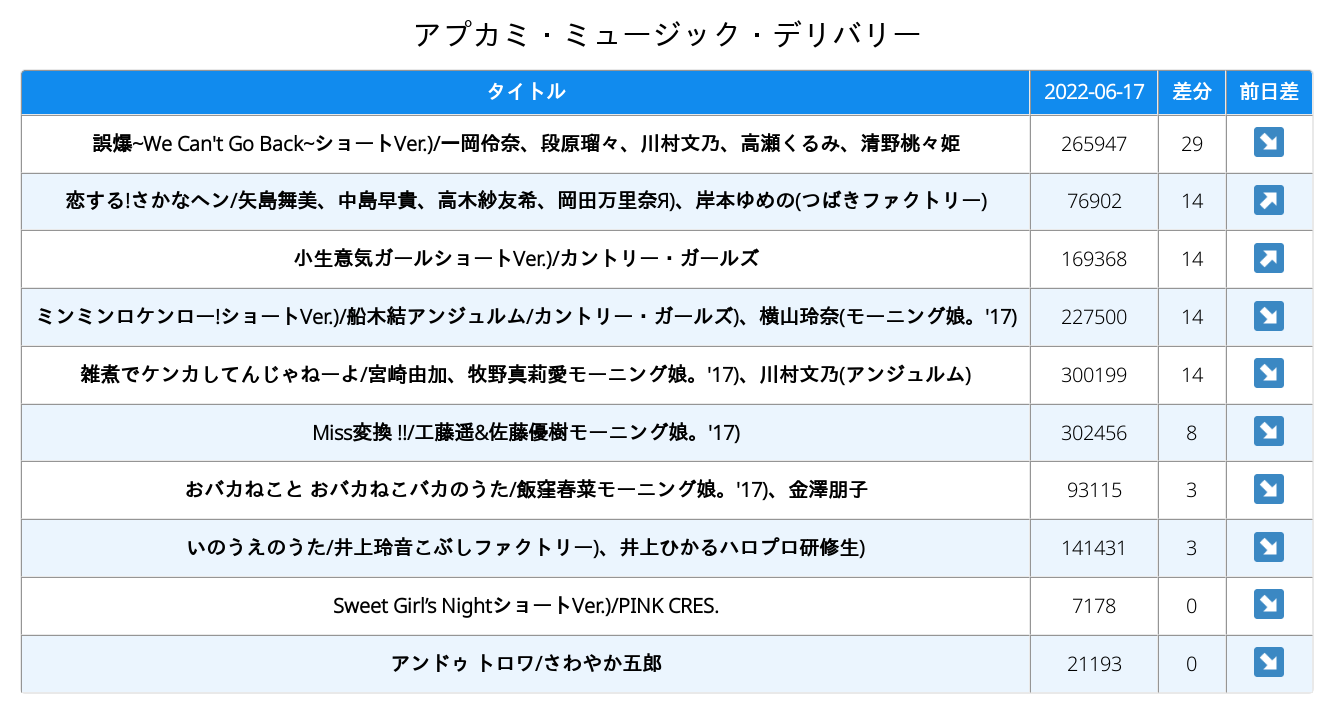 アプカミ・ミュージック・デリバリー
タイトル 2022-06-17 差分 前日差
誤爆~We Can't Go Back~ショートVer.)/一岡伶奈、段原瑠々、川村文乃、高瀬くるみ、清野桃々姫 265947 29
恋する!さかなヘン/矢島舞美、中島早貴、高木紗友希、岡田万里奈Я)、岸本ゆめの(つばきファクトリー) 76902 14
小生意気ガールショートVer.)/カントリー・ガールズ 169368 14
ミンミンロケンロー!ショートVer.)/船木結アンジュルム/カントリー・ガールズ)、横山玲奈(モーニング娘。'17) 227500 14
雑煮でケンカしてんじゃねーよ/宮崎由加、牧野真莉愛モーニング娘。'17)、川村文乃(アンジュルム) 300199 14
Miss変換 !!/工藤遥&佐藤優樹モーニング娘。'17) 302456 8
おバカねこと おバカねこバカのうた/飯窪春菜モーニング娘。'17)、金澤朋子 93115 3
いのうえのうた/井上玲音こぶしファクトリー)、井上ひかるハロプロ研修生) 141431 3
Sweet Girl’s NightショートVer.)/PINK CRES. 7178 0
アンドゥ トロワ/さわやか五郎 21193 0